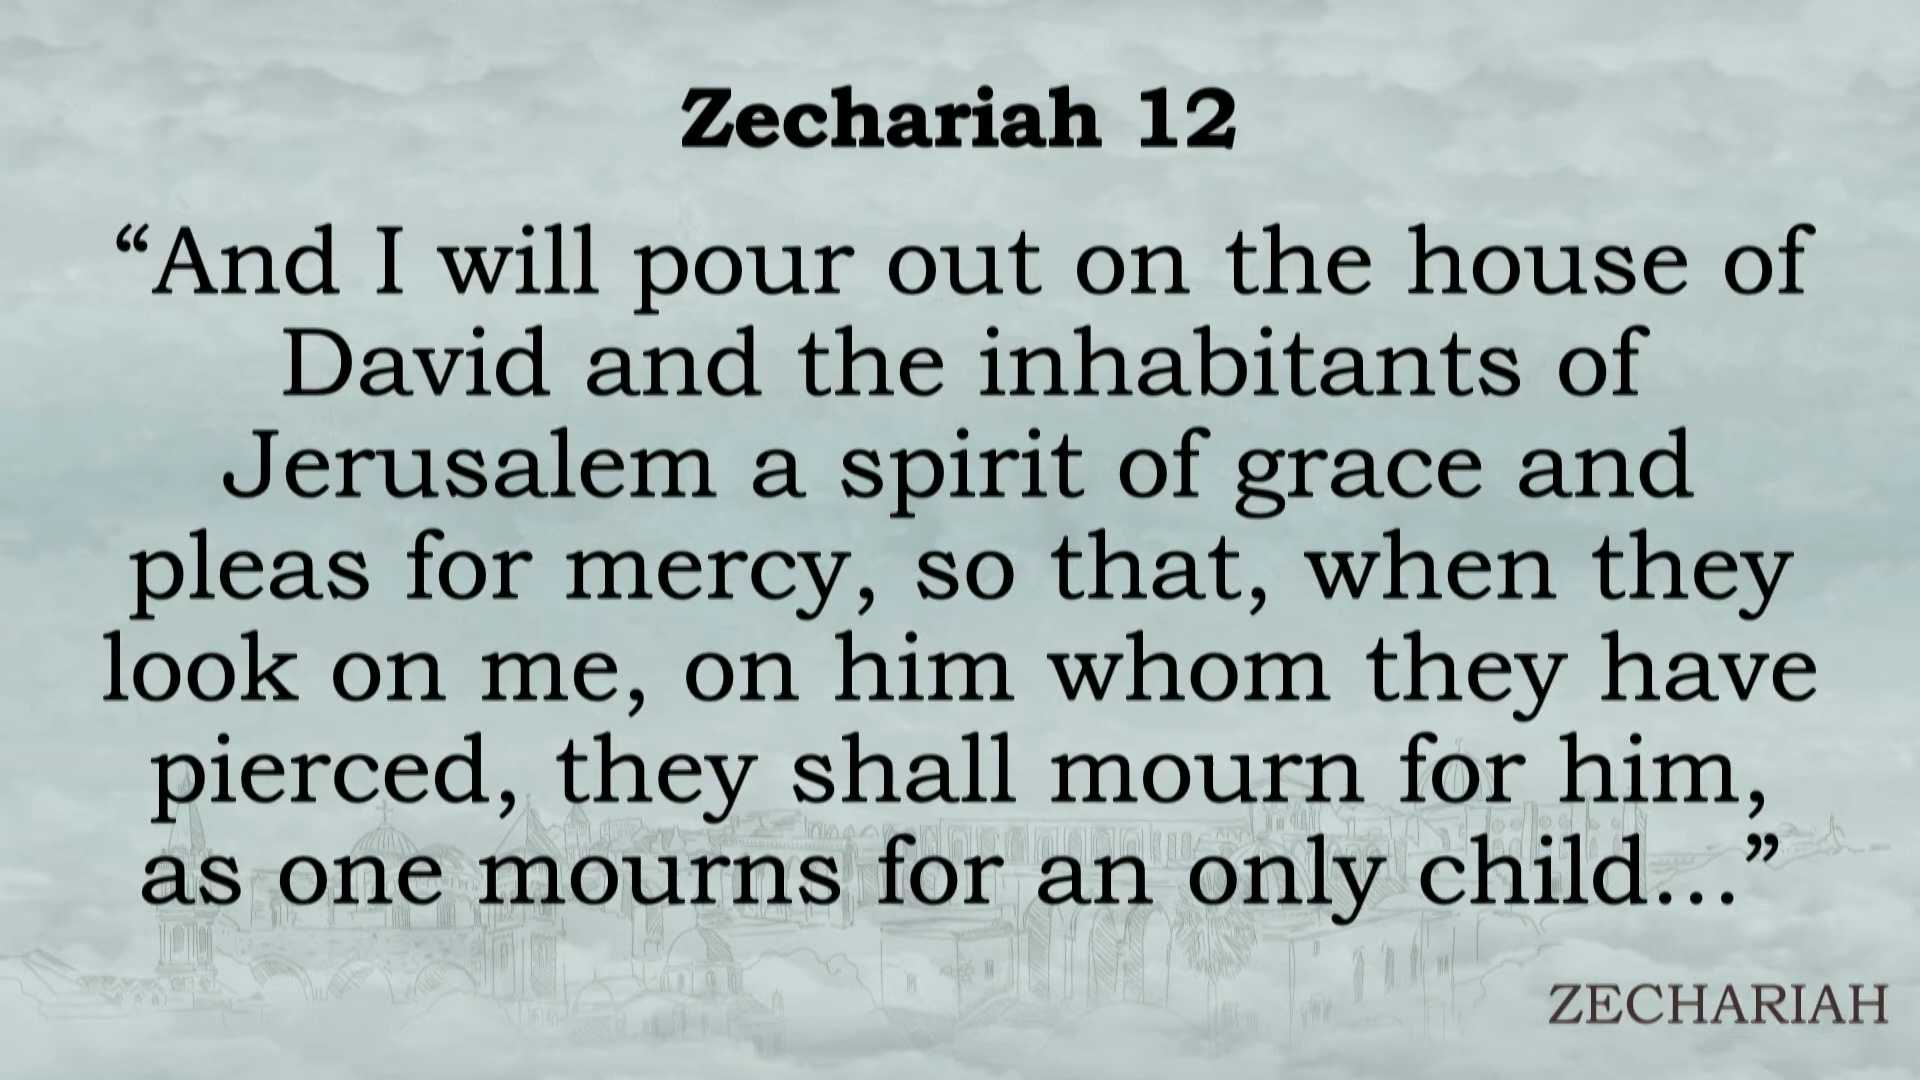 Zechariah 12
“And I will pour out on the house of
David and the inhabitants of
Jerusalem a spirit of grace and
pleas for mercy, so that, when they
look on me, on him whom they have
pierced, they shall mourn for him,
as one mourns for an only child…”
ZECHARIAH